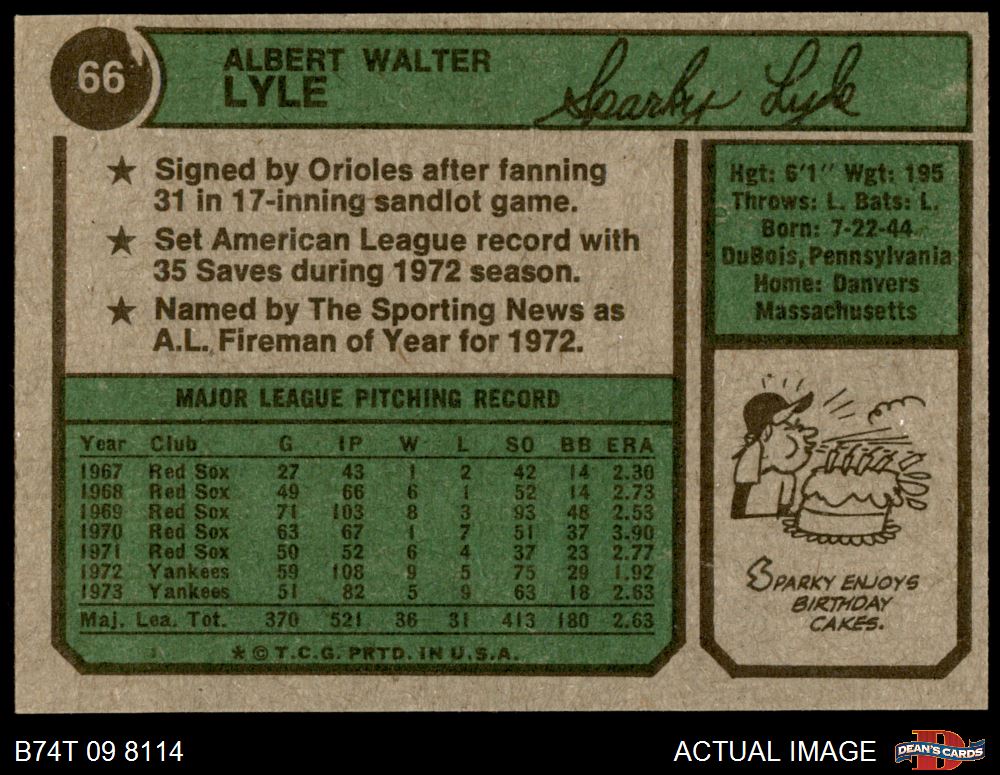 66
ALBERT WALTER
LYLE
Sparky Lyle
★ Signed by Orioles after fanning
31 in 17-inning sandlot game.
★ Set American League record with
35 Saves during 1972 season.
★ Named by The Sporting News as
A.L. Fireman of Year for 1972.
Hgt: 6'1" Wgt: 195
Throws: L. Bats: L.
Born: 7-22-44
DuBois, Pennsylvania
Home: Danvers
Massachusetts
MAJOR LEAGUE PITCHING RECORD
Year Club G IP W L SO BB ERA
1967 Red Sox 27 43 1 2 42 14 2.30
1968 Red Sox 49 66 6 1 52 14 2.73
1969 Red Sox 71 103 8 3 93 48 2.53
1970 Red Sox 63 67 1 7 51 37 3.90
1971 Red Sox 50 52 6 4 37 23 2.77
1972 Yankees 59 108 9 5 75 29 1.92
1973 Yankees 51 82 5 9 63 18 2.63
Maj. Lea. Tot. 370 521 36 31 413 180 2.63
* © T.C.G. PRTD. IN U.S.A.
SPARKY ENJOYS
BIRTHDAY
CAKES.
B74T 09 8114
ACTUAL IMAGE
DEAN'S CARDS